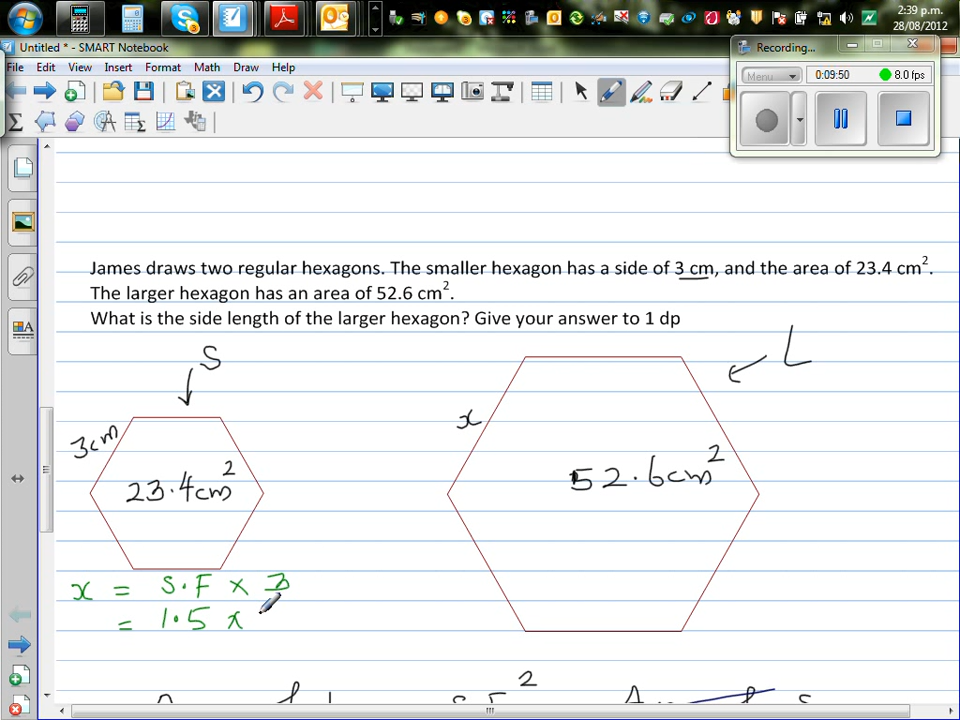 2:39 p.m.
28/08/2012
Untitled * - SMART Notebook
Recording...
File Edit View Insert Format Math Draw Help
Menu 0:09:50 8.0 fps
James draws two regular hexagons. The smaller hexagon has a side of 3 cm, and the area of 23.4 cm².
The larger hexagon has an area of 52.6 cm².
What is the side length of the larger hexagon? Give your answer to 1 dp
S
L
3cm
x
23.4cm²
52.6cm²
x = S.F × 3
= 1.5 x